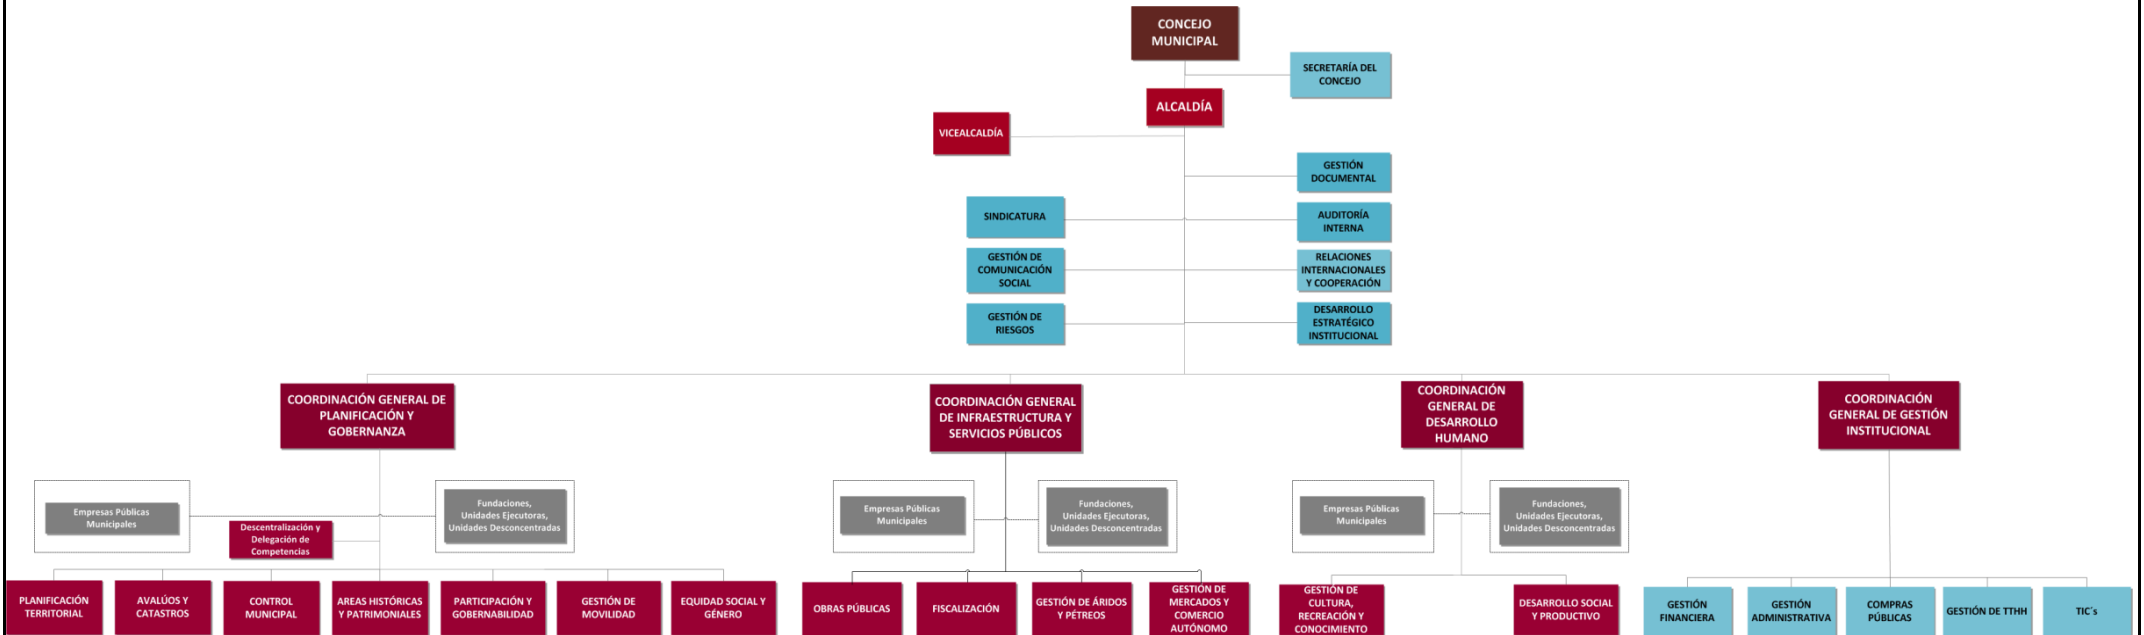 CONCEJO
MUNICIPAL
SECRETARÍA DEL
CONCEJO
ALCALDÍA
VICEALCALDÍA
GESTIÓN
DOCUMENTAL
SINDICATURA
AUDITORÍA
INTERNA
GESTIÓN DE
COMUNICACIÓN
SOCIAL
RELACIONES
INTERNACIONALES
Y COOPERACIÓN
GESTIÓN DE
RIESGOS
DESARROLLO
ESTRATÉGICO
INSTITUCIONAL
COORDINACIÓN GENERAL DE
PLANIFICACIÓN Y
GOBERNANZA
COORDINACIÓN GENERAL
DE INFRAESTRUCTURA Y
SERVICIOS PÚBLICOS
COORDINACIÓN
GENERAL DE
DESARROLLO
HUMANO
COORDINACIÓN
GENERAL DE GESTIÓN
INSTITUCIONAL
Empresas Públicas
Municipales
Fundaciones,
Unidades Ejecutoras,
Unidades Desconcentradas
Descentralización y
Delegación de
Competencias
Empresas Públicas
Municipales
Fundaciones,
Unidades Ejecutoras,
Unidades Desconcentradas
Empresas Públicas
Municipales
Fundaciones,
Unidades Ejecutoras,
Unidades Desconcentradas
PLANIFICACIÓN
TERRITORIAL
AVALÚOS Y
CATASTROS
CONTROL
MUNICIPAL
AREAS HISTÓRICAS
Y PATRIMONIALES
PARTICIPACIÓN Y
GOBERNABILIDAD
GESTIÓN DE
MOVILIDAD
EQUIDAD SOCIAL Y
GÉNERO
OBRAS PÚBLICAS
FISCALIZACIÓN
GESTIÓN DE ÁRIDOS
Y PÉTREOS
GESTIÓN DE
MERCADOS Y
COMERCIO
AUTÓNOMO
GESTIÓN DE
CULTURA,
RECREACIÓN Y
CONOCIMIENTO
DESARROLLO SOCIAL
Y PRODUCTIVO
GESTIÓN
FINANCIERA
GESTIÓN
ADMINISTRATIVA
COMPRAS
PÚBLICAS
GESTIÓN DE TTHH
TIC´s